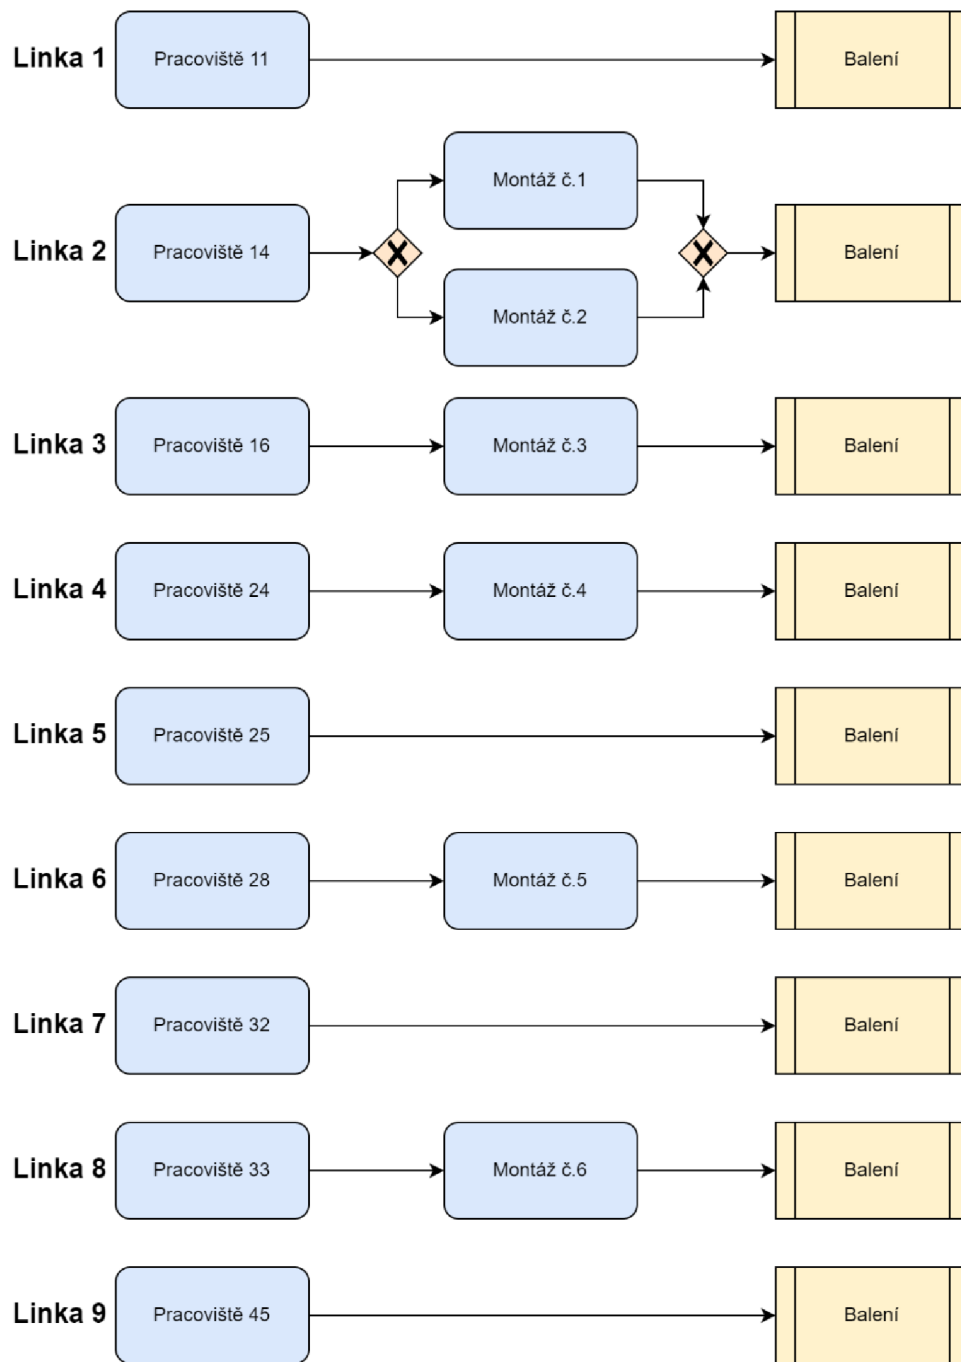 Linka 1
Pracoviště 11
Balení
Montáž č.1
Linka 2
Pracoviště 14
Balení
Montáž č.2
Linka 3
Pracoviště 16
Montáž č.3
Balení
Linka 4
Pracoviště 24
Montáž č.4
Balení
Linka 5
Pracoviště 25
Balení
Linka 6
Pracoviště 28
Montáž č.5
Balení
Linka 7
Pracoviště 32
Balení
Linka 8
Pracoviště 33
Montáž č.6
Balení
Linka 9
Pracoviště 45
Balení